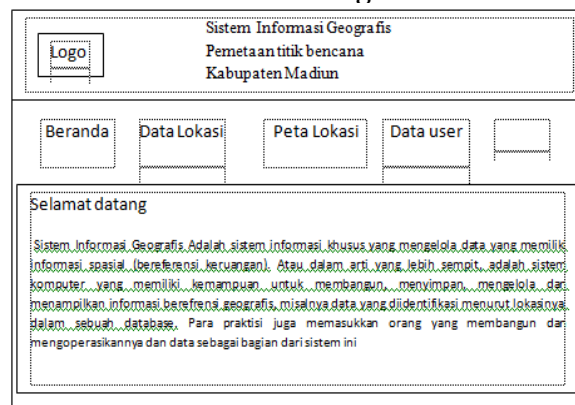 Sistem Informasi Geografis
Logo
Pemetaan titik bencana
Kabupaten Madiun
Beranda Data Lokasi Peta Lokasi Data user
Selamat datang
Sistem Informasi Geografis Adalah sistem informasi khusus yang mengelola data yang memilik
informasi spasial (bereferensi keruangan). Atau dalam arti yang lebih sempit, adalah sistem
komputer yang memiliki kemampuan untuk membangun, menyimpan, mengelola dan
menampilkan informasi berefrensi geografis, misalnya data yang diidentifikasi menurut lokasinya,
dalam sebuah database. Para praktisi juga memasukkan orang yang membangun dan
mengoperasikannya dan data sebagai bagian dari sistem ini